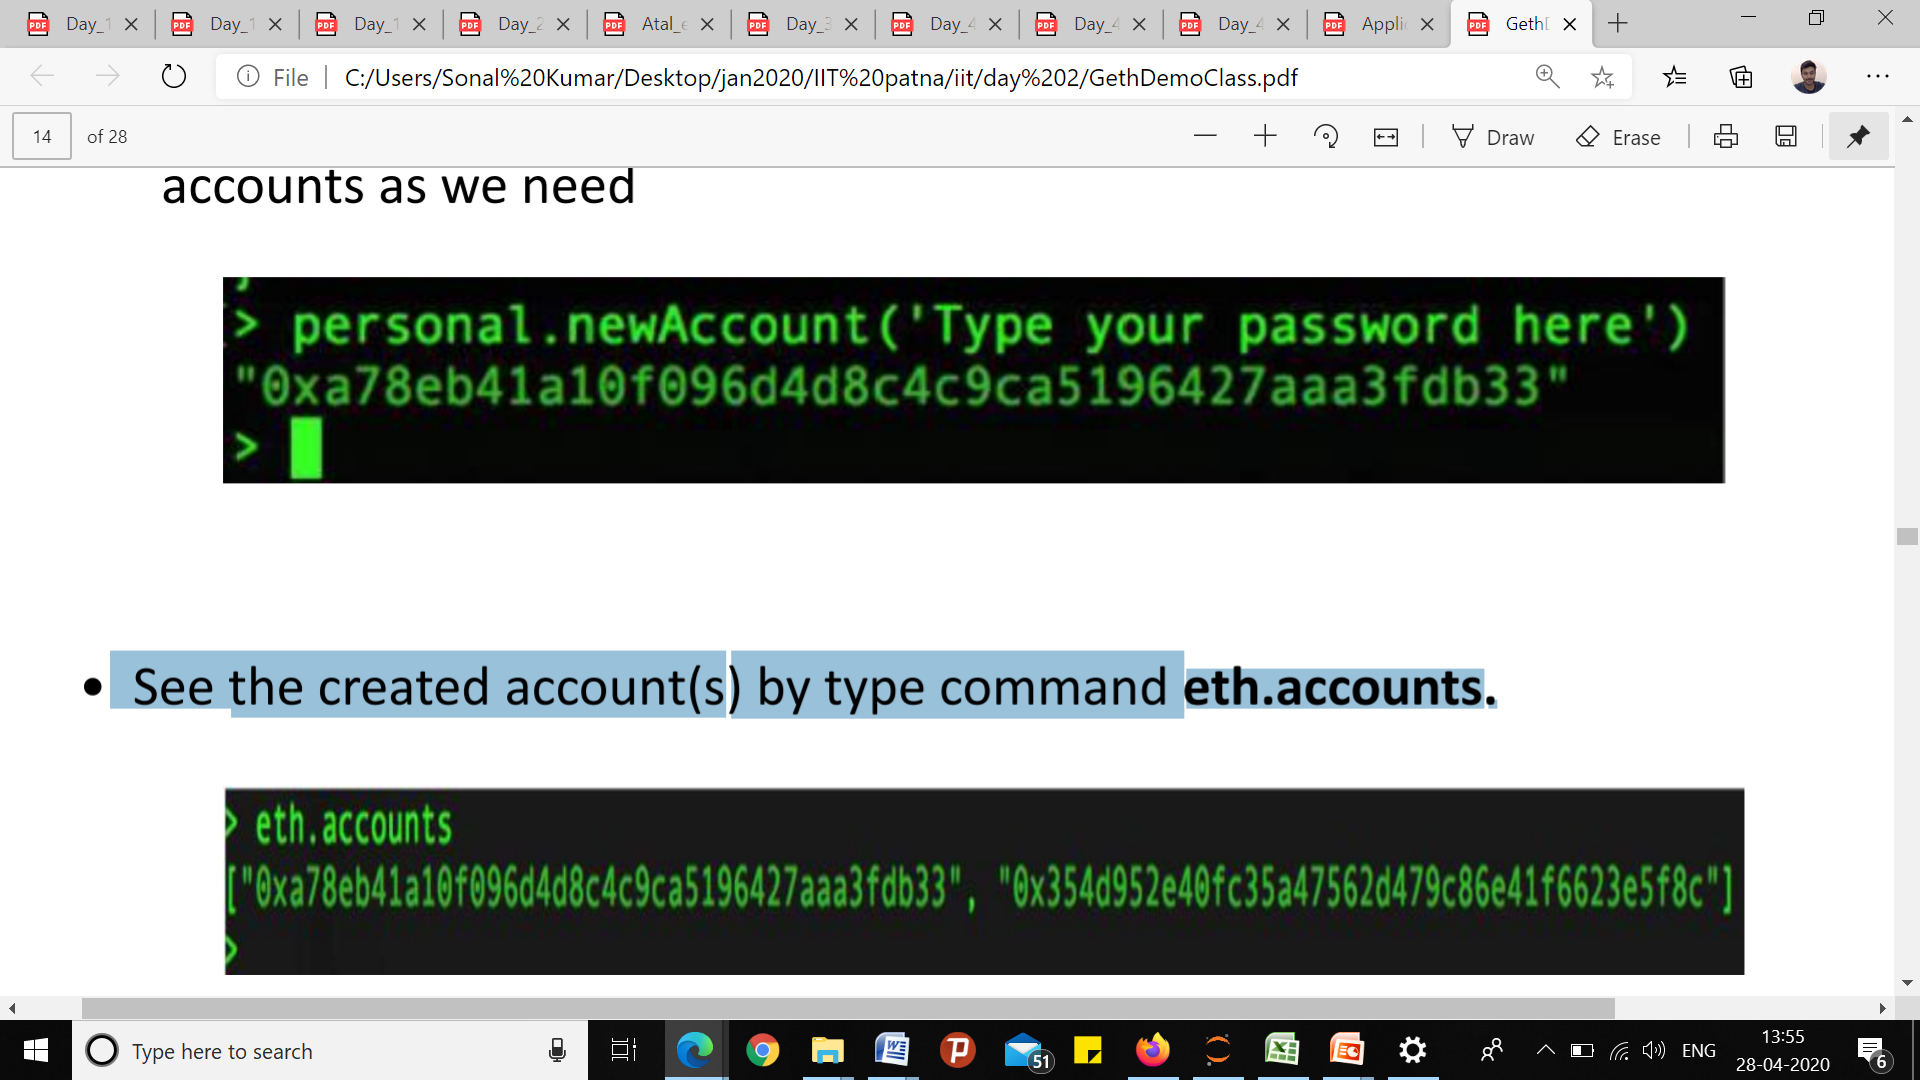 Day_1 Day_1 Day_1 Day_2 Atal_e Day_3 Day_4 Day_4 Day_4 Applic GethD
File C:/Users/Sonal%20Kumar/Desktop/jan2020/IIT%20patna/iit/day%202/GethDemoClass.pdf
14 of 28 Draw Erase
accounts as we need
> personal.newAccount('Type your password here')
"0xa78eb41a10f096d4d8c4c9ca5196427aaa3fdb33"
>
• See the created account(s) by type command eth.accounts.
> eth.accounts
["0xa78eb41a10f096d4d8c4c9ca5196427aaa3fdb33", "0x354d952e40fc35a47562d479c86e41f6623e5f8c"]
>
Type here to search 51 ENG 13:55
28-04-2020 6